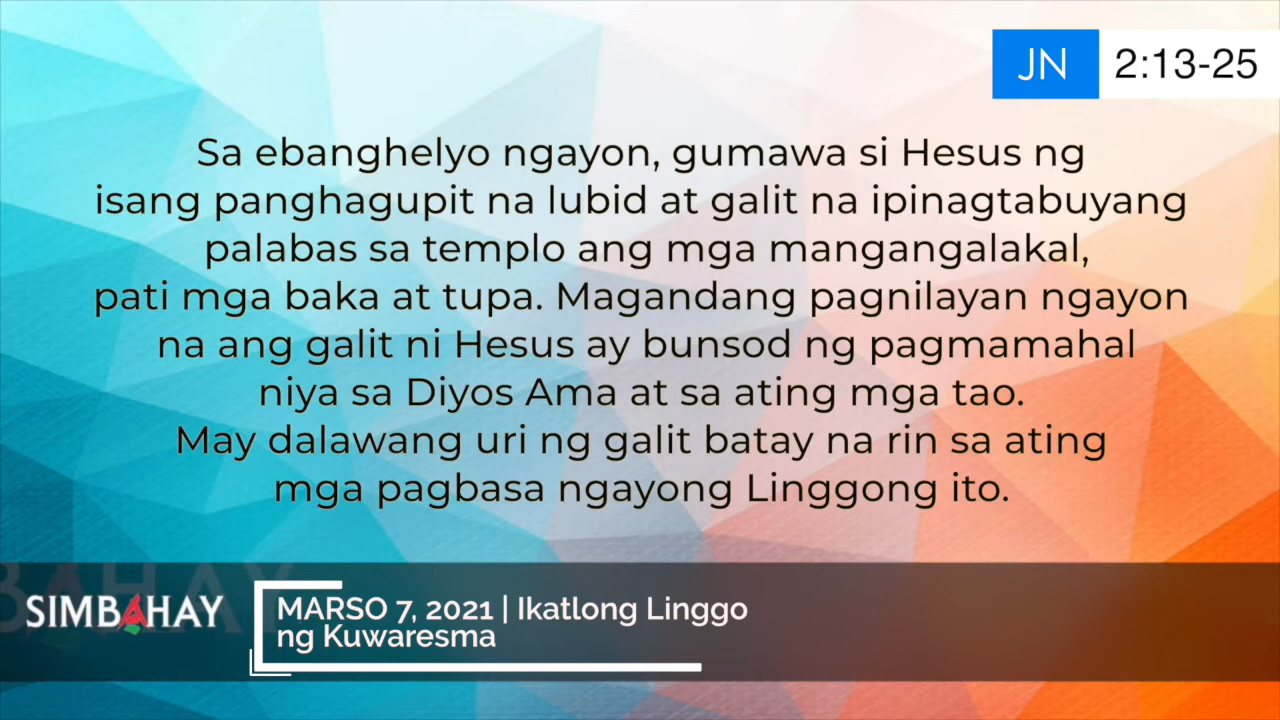 JN 2:13-25
Sa ebanghelyo ngayon, gumawa si Hesus ng
isang panghagupit na lubid at galit na ipinagtabuyang
palabas sa templo ang mga mangangalakal,
pati mga baka at tupa. Magandang pagnilayan ngayon
na ang galit ni Hesus ay bunsod ng pagmamahal
niya sa Diyos Ama at sa ating mga tao.
May dalawang uri ng galit batay na rin sa ating
mga pagbasa ngayong Linggong ito.
SIMBAHAY
MARSO 7, 2021 | Ikatlong Linggo
ng Kuwaresma